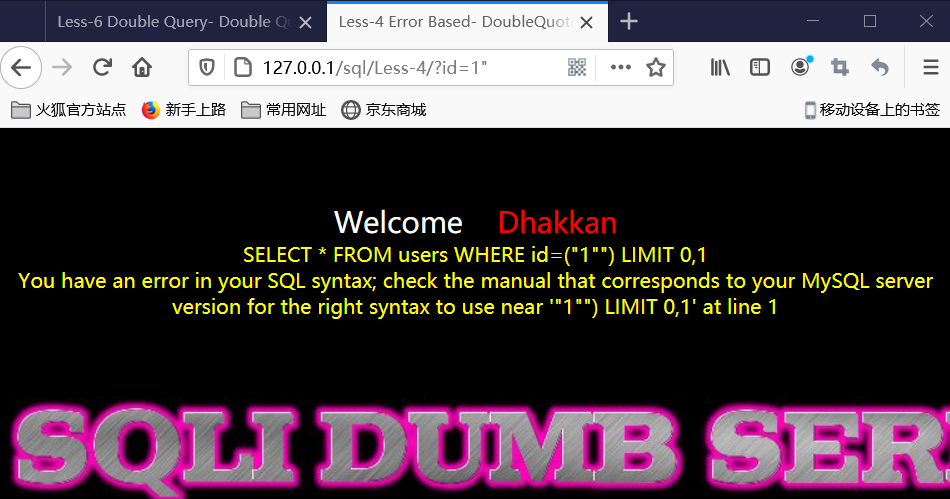 Less-6 Double Query- Double Q
Less-4 Error Based- DoubleQuot
127.0.0.1/sql/Less-4/?id=1"
火狐官方站点 新手上路 常用网址 京东商城 移动设备上的书签
Welcome Dhakkan
SELECT * FROM users WHERE id=("1"") LIMIT 0,1
You have an error in your SQL syntax; check the manual that corresponds to your MySQL server
version for the right syntax to use near '"1"") LIMIT 0,1' at line 1
SQLI DUMB SERI